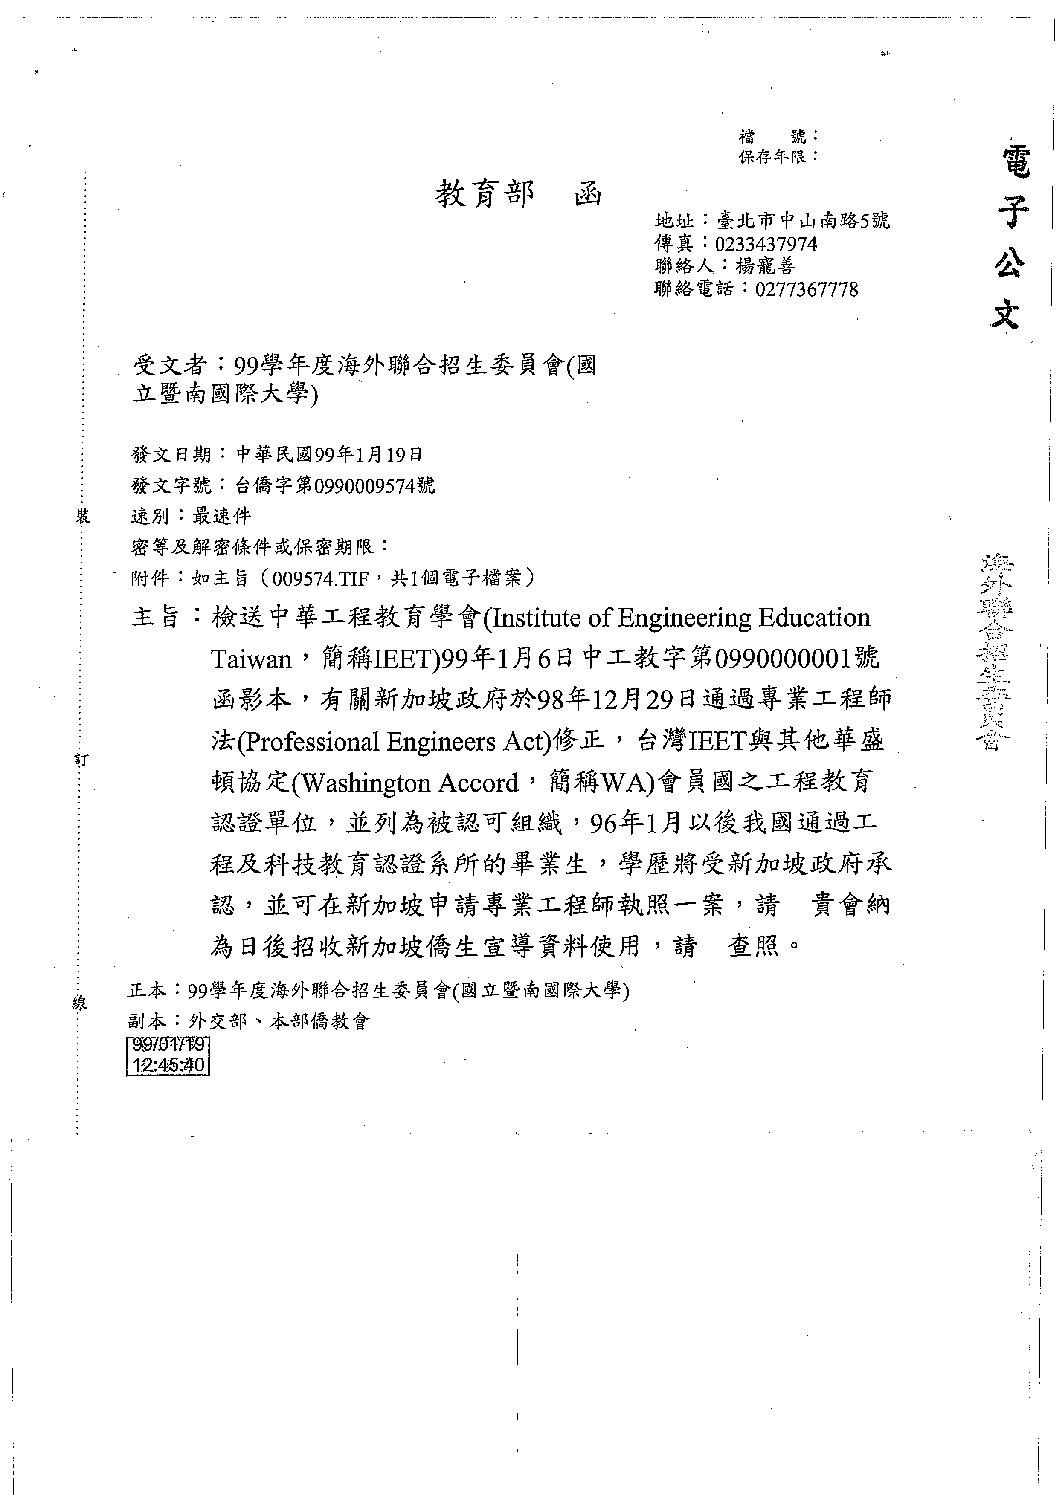 檔　　號：
保存年限：
電子公文
教育部　函
地址：臺北市中山南路5號
傳真：0233437974
聯絡人：楊寵善
聯絡電話：0277367778
受文者：99學年度海外聯合招生委員會(國
立暨南國際大學)
發文日期：中華民國99年1月19日
發文字號：台僑字第0990009574號
速別：最速件
密等及解密條件或保密期限：
附件：如主旨（009574.TIF，共1個電子檔案）
主旨：檢送中華工程教育學會(Institute of Engineering Education
Taiwan，簡稱IEET)99年1月6日中工教字第0990000001號
函影本，有關新加坡政府於98年12月29日通過專業工程師
法(Professional Engineers Act)修正，台灣IEET與其他華盛
頓協定(Washington Accord，簡稱WA)會員國之工程教育
認證單位，並列為被認可組織，96年1月以後我國通過工
程及科技教育認證系所的畢業生，學歷將受新加坡政府承
認，並可在新加坡申請專業工程師執照一案，請　貴會納
為日後招收新加坡僑生宣導資料使用，請　查照。
正本：99學年度海外聯合招生委員會(國立暨南國際大學)
副本：外交部、本部僑教會
99/01/19
12:45:40
裝
訂
線
海外聯合招生委員會